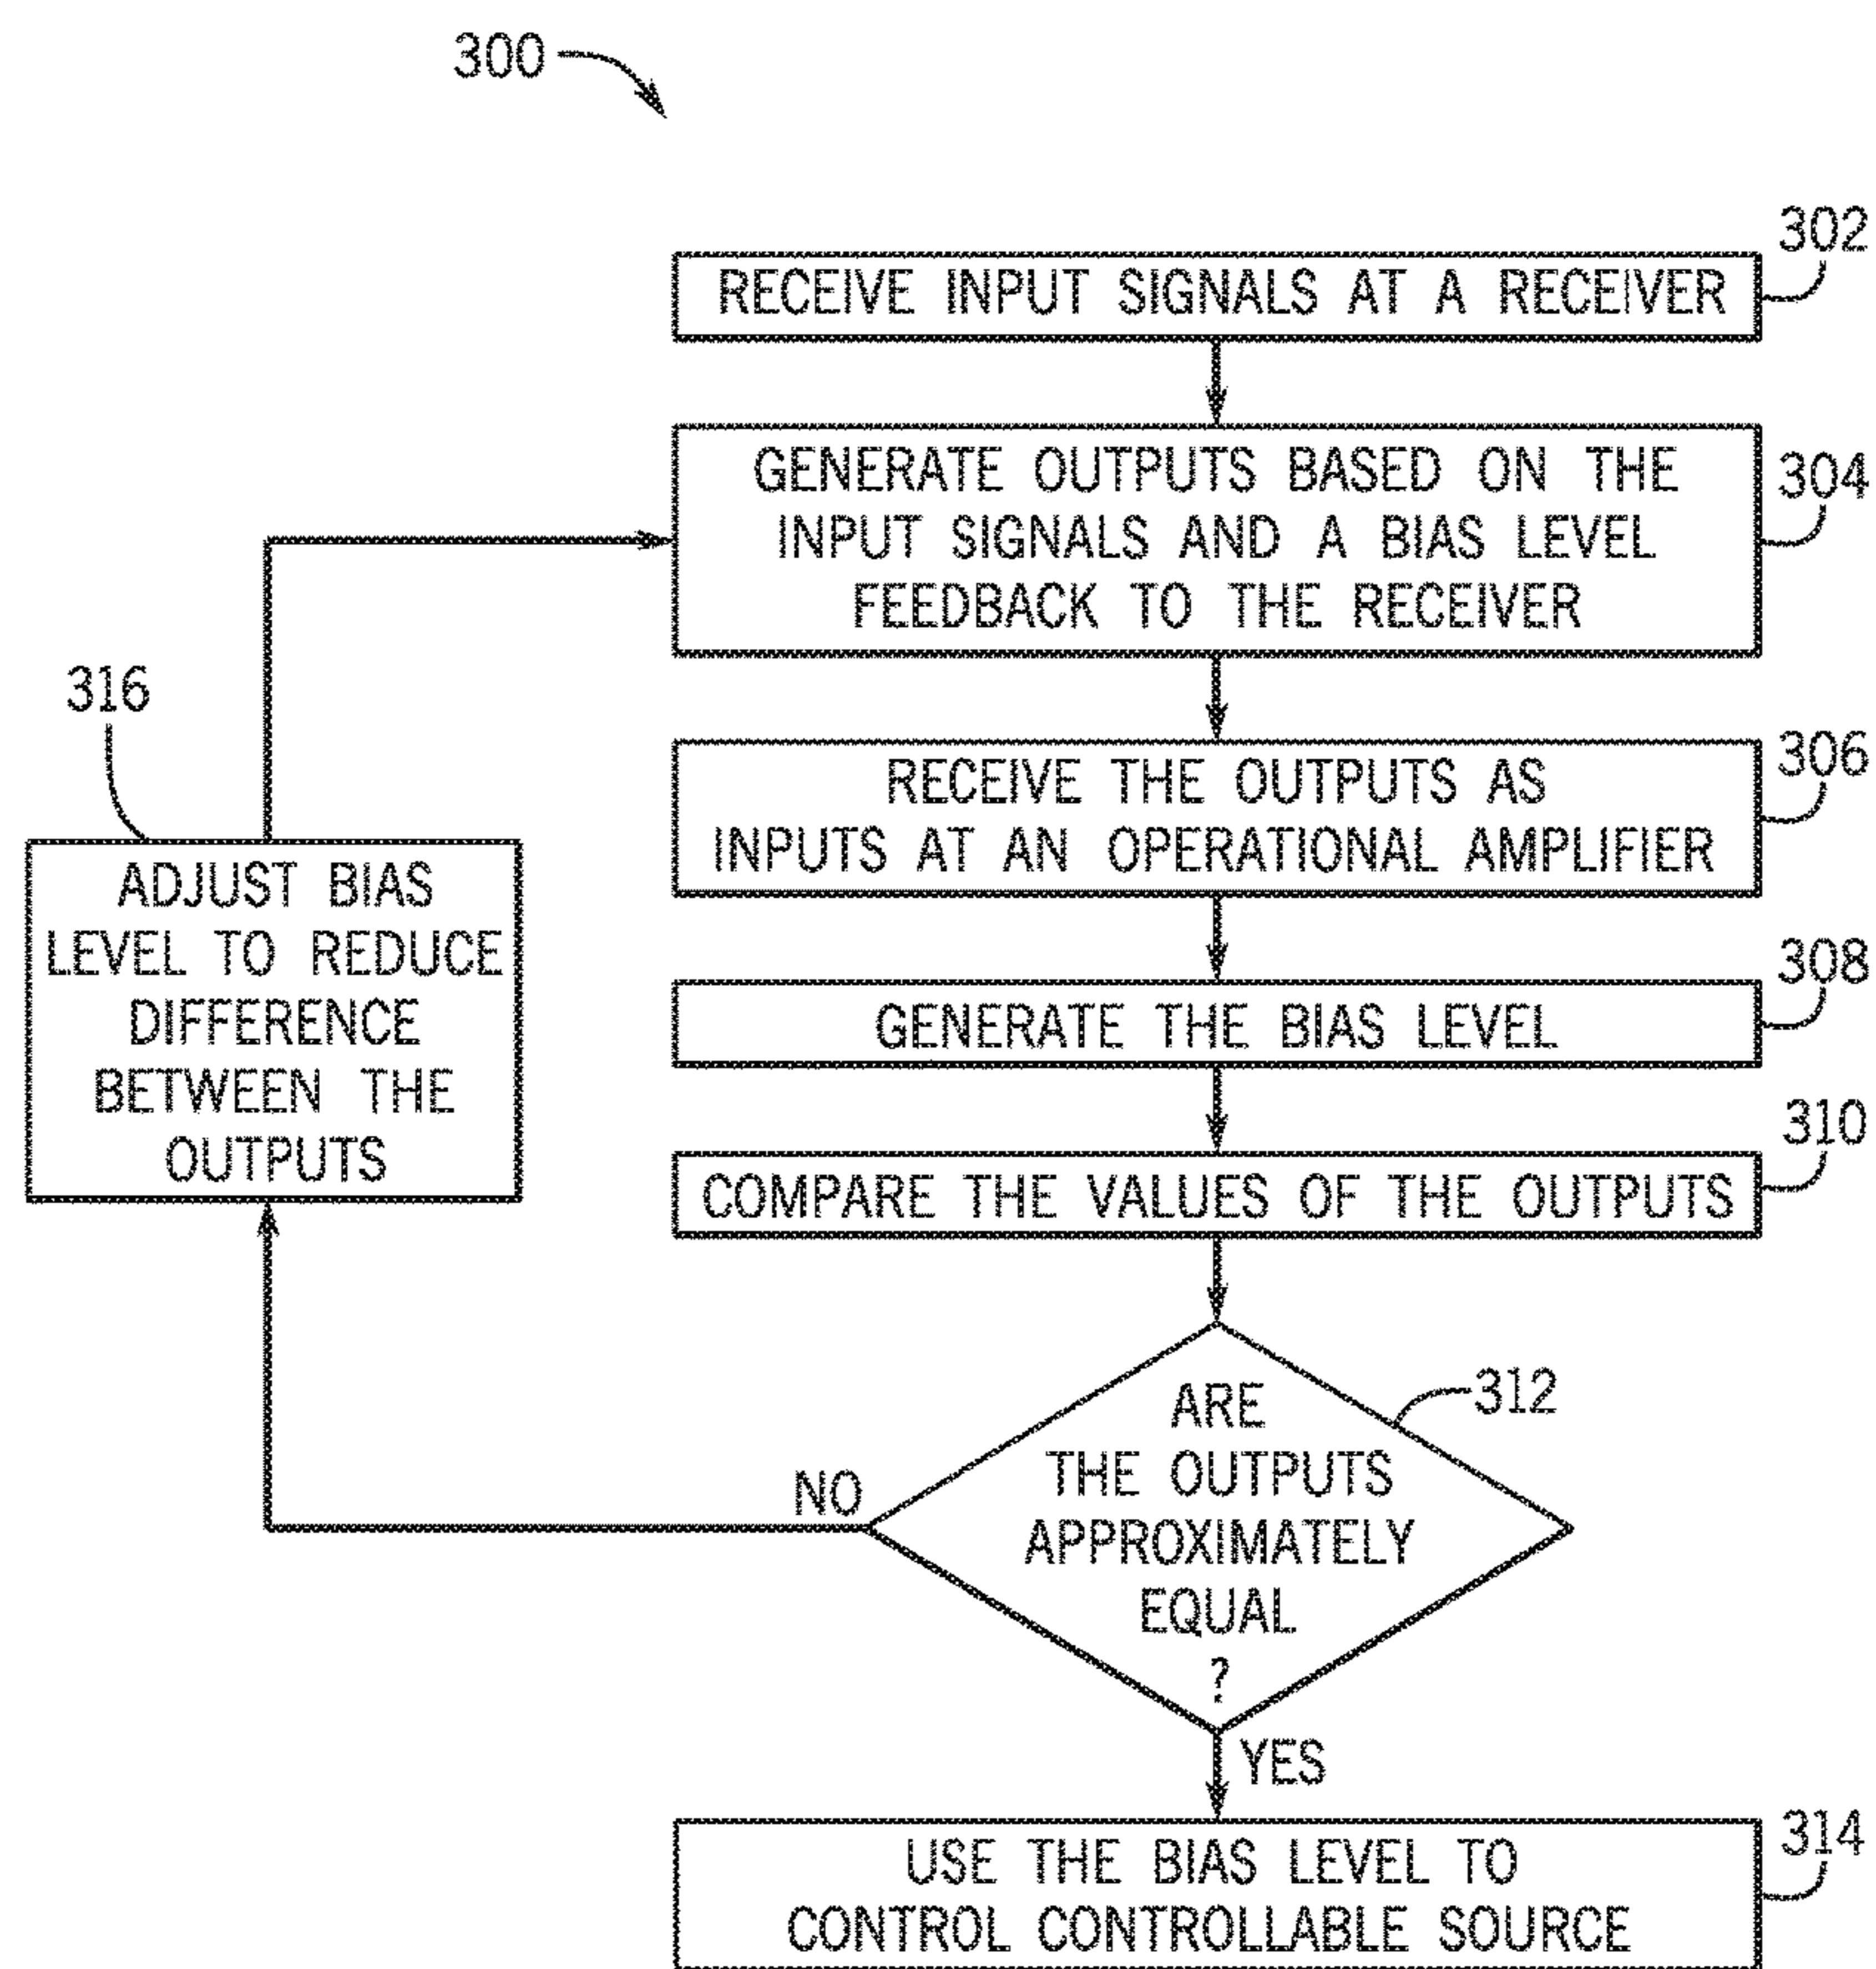 300
302
RECEIVE INPUT SIGNALS AT A RECEIVER
304
GENERATE OUTPUTS BASED ON THE
INPUT SIGNALS AND A BIAS LEVEL
FEEDBACK TO THE RECEIVER
306
RECEIVE THE OUTPUTS AS
INPUTS AT AN OPERATIONAL AMPLIFIER
308
GENERATE THE BIAS LEVEL
310
COMPARE THE VALUES OF THE OUTPUTS
312
ARE
THE OUTPUTS
APPROXIMATELY
EQUAL
?
NO
YES
316
ADJUST BIAS
LEVEL TO REDUCE
DIFFERENCE
BETWEEN THE
OUTPUTS
314
USE THE BIAS LEVEL TO
CONTROL CONTROLLABLE SOURCE